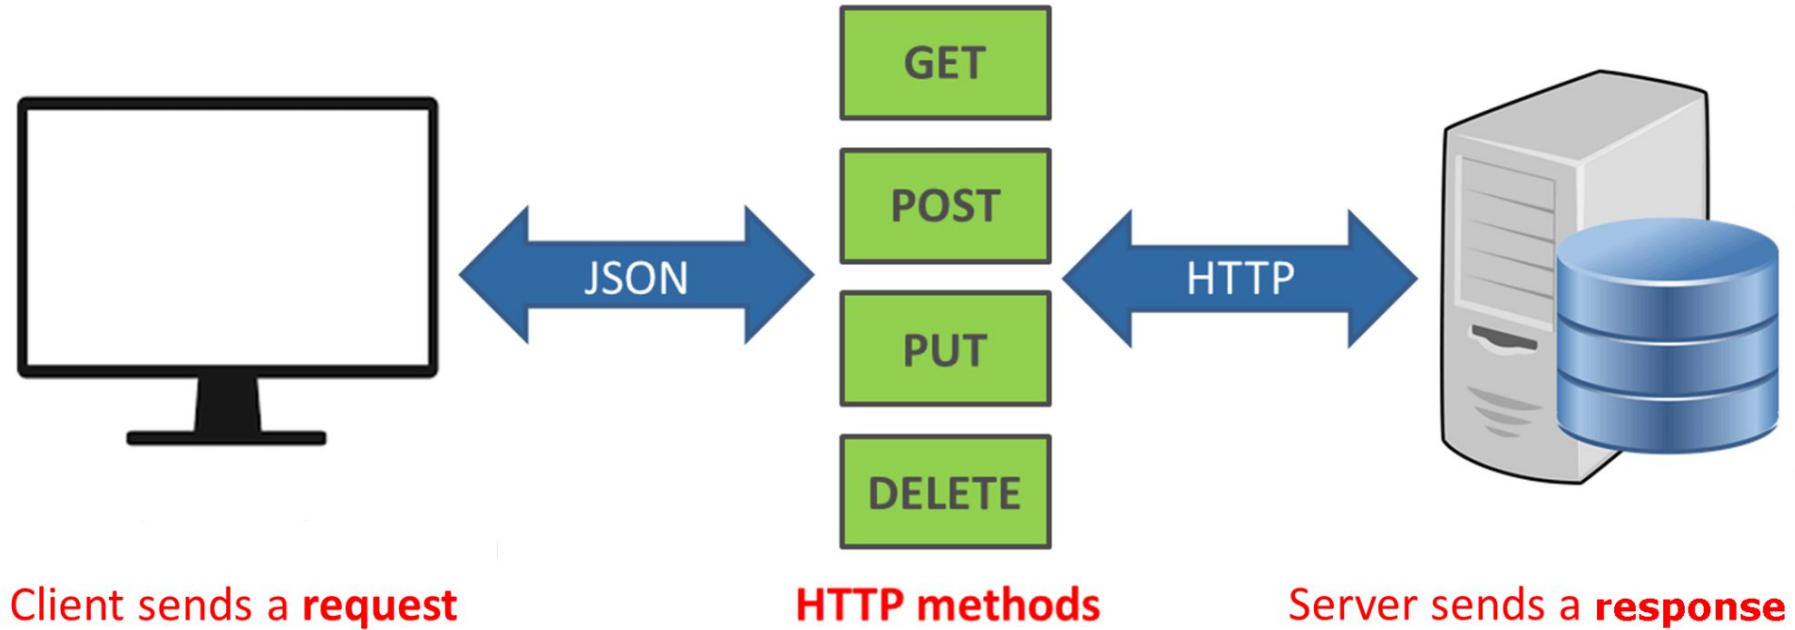 GET
POST
JSON
HTTP
PUT
DELETE
Client sends a request
HTTP methods
Server sends a response